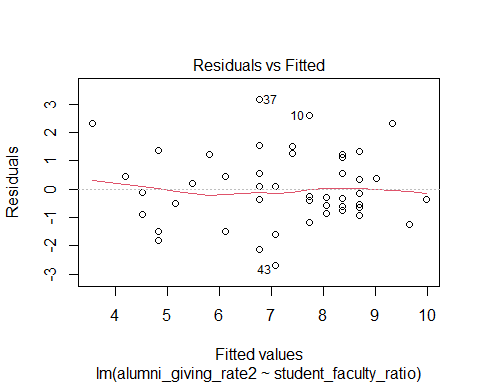 Residuals vs Fitted
Residuals
3
2
1
0
-1
-2
-3
37
10
43
4 5 6 7 8 9 10
Fitted values
lm(alumni_giving_rate2 ~ student_faculty_ratio)